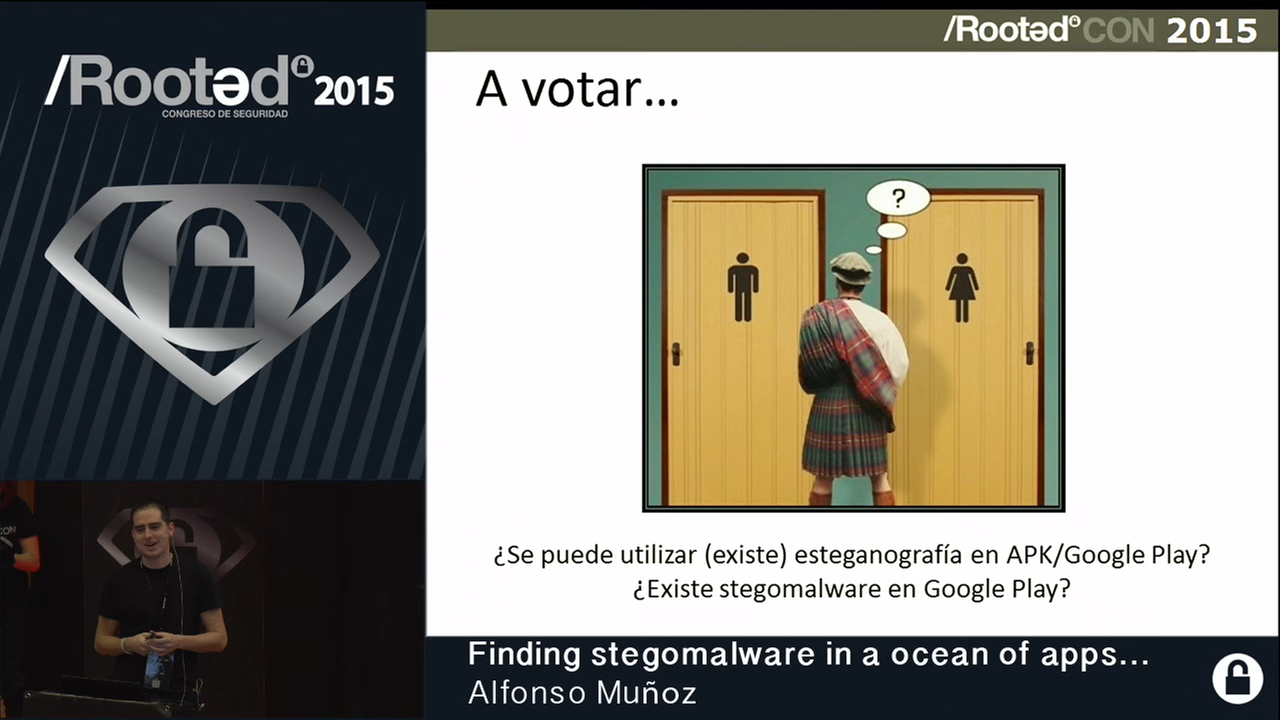 /Rooted 2015
CONGRESO DE SEGURIDAD
/Rooted CON 2015
A votar...
?
¿Se puede utilizar (existe) esteganografía en APK/Google Play?
¿Existe stegomalware en Google Play?
CON
Finding stegomalware in a ocean of apps...
Alfonso Muñoz